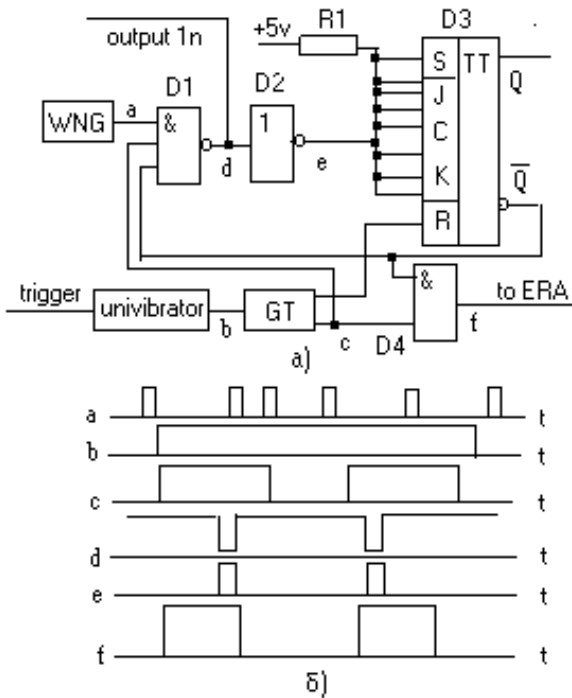 +5v R1 D3
output 1n
D1 D2
S TT
J Q
WNG a & 1 C
d e K Q̅
R
trigger univibrator GT & to ERA
b c D4 f
a)
a t
b t
c t
d t
e t
f t
б)